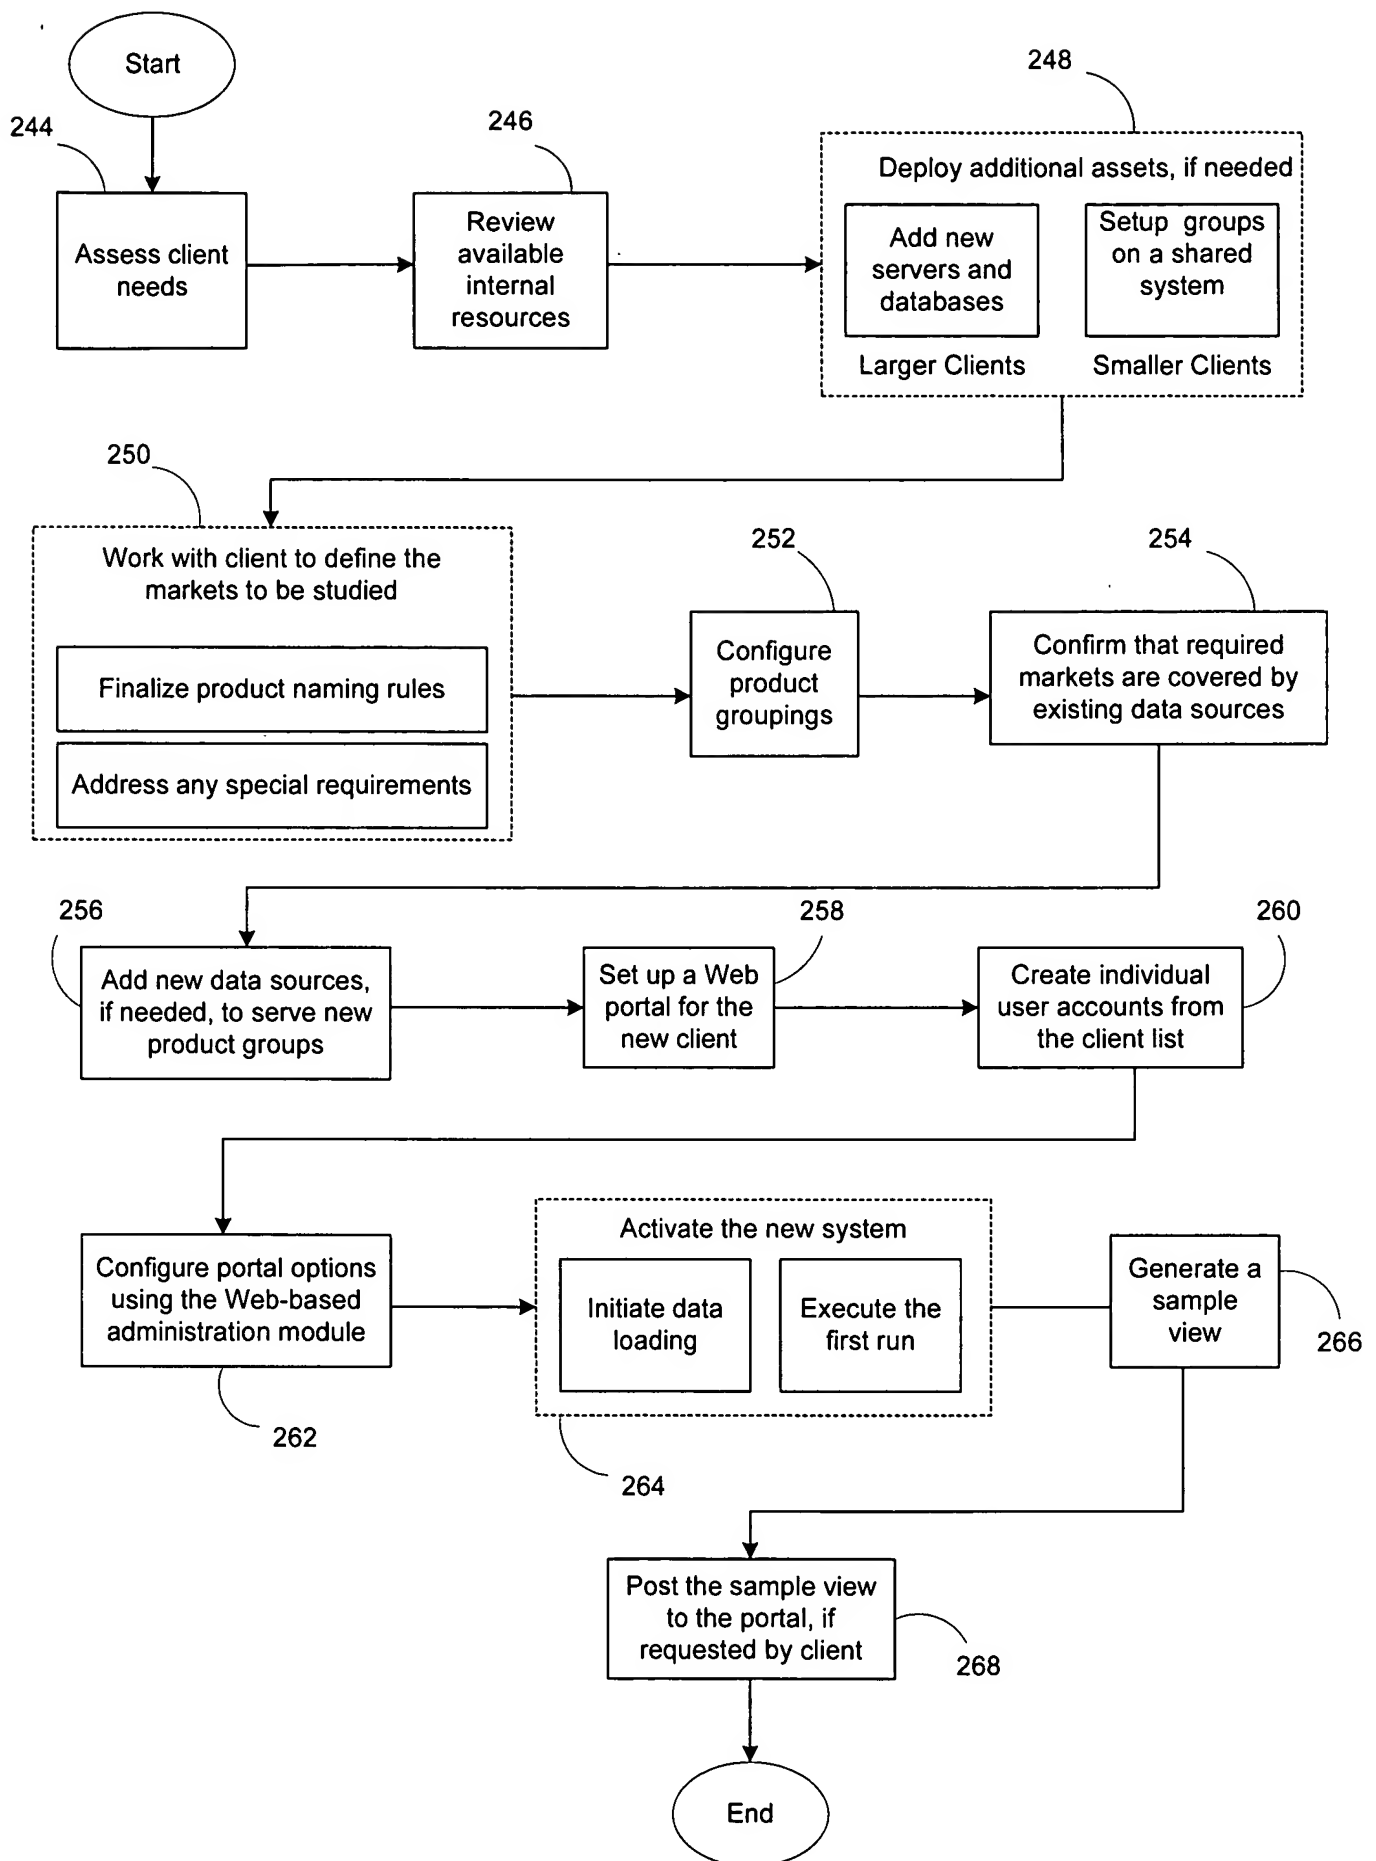 Start
244
Assess client
needs
246
Review
available
internal
resources
248
Deploy additional assets, if needed
Add new
servers and
databases
Larger Clients
Setup groups
on a shared
system
Smaller Clients
250
Work with client to define the
markets to be studied
Finalize product naming rules
Address any special requirements
252
Configure
product
groupings
254
Confirm that required
markets are covered by
existing data sources
256
Add new data sources,
if needed, to serve new
product groups
258
Set up a Web
portal for the
new client
260
Create individual
user accounts from
the client list
Configure portal options
using the Web-based
administration module
262
Activate the new system
Initiate data
loading
Execute the
first run
264
Generate a
sample
view
266
Post the sample view
to the portal, if
requested by client
268
End